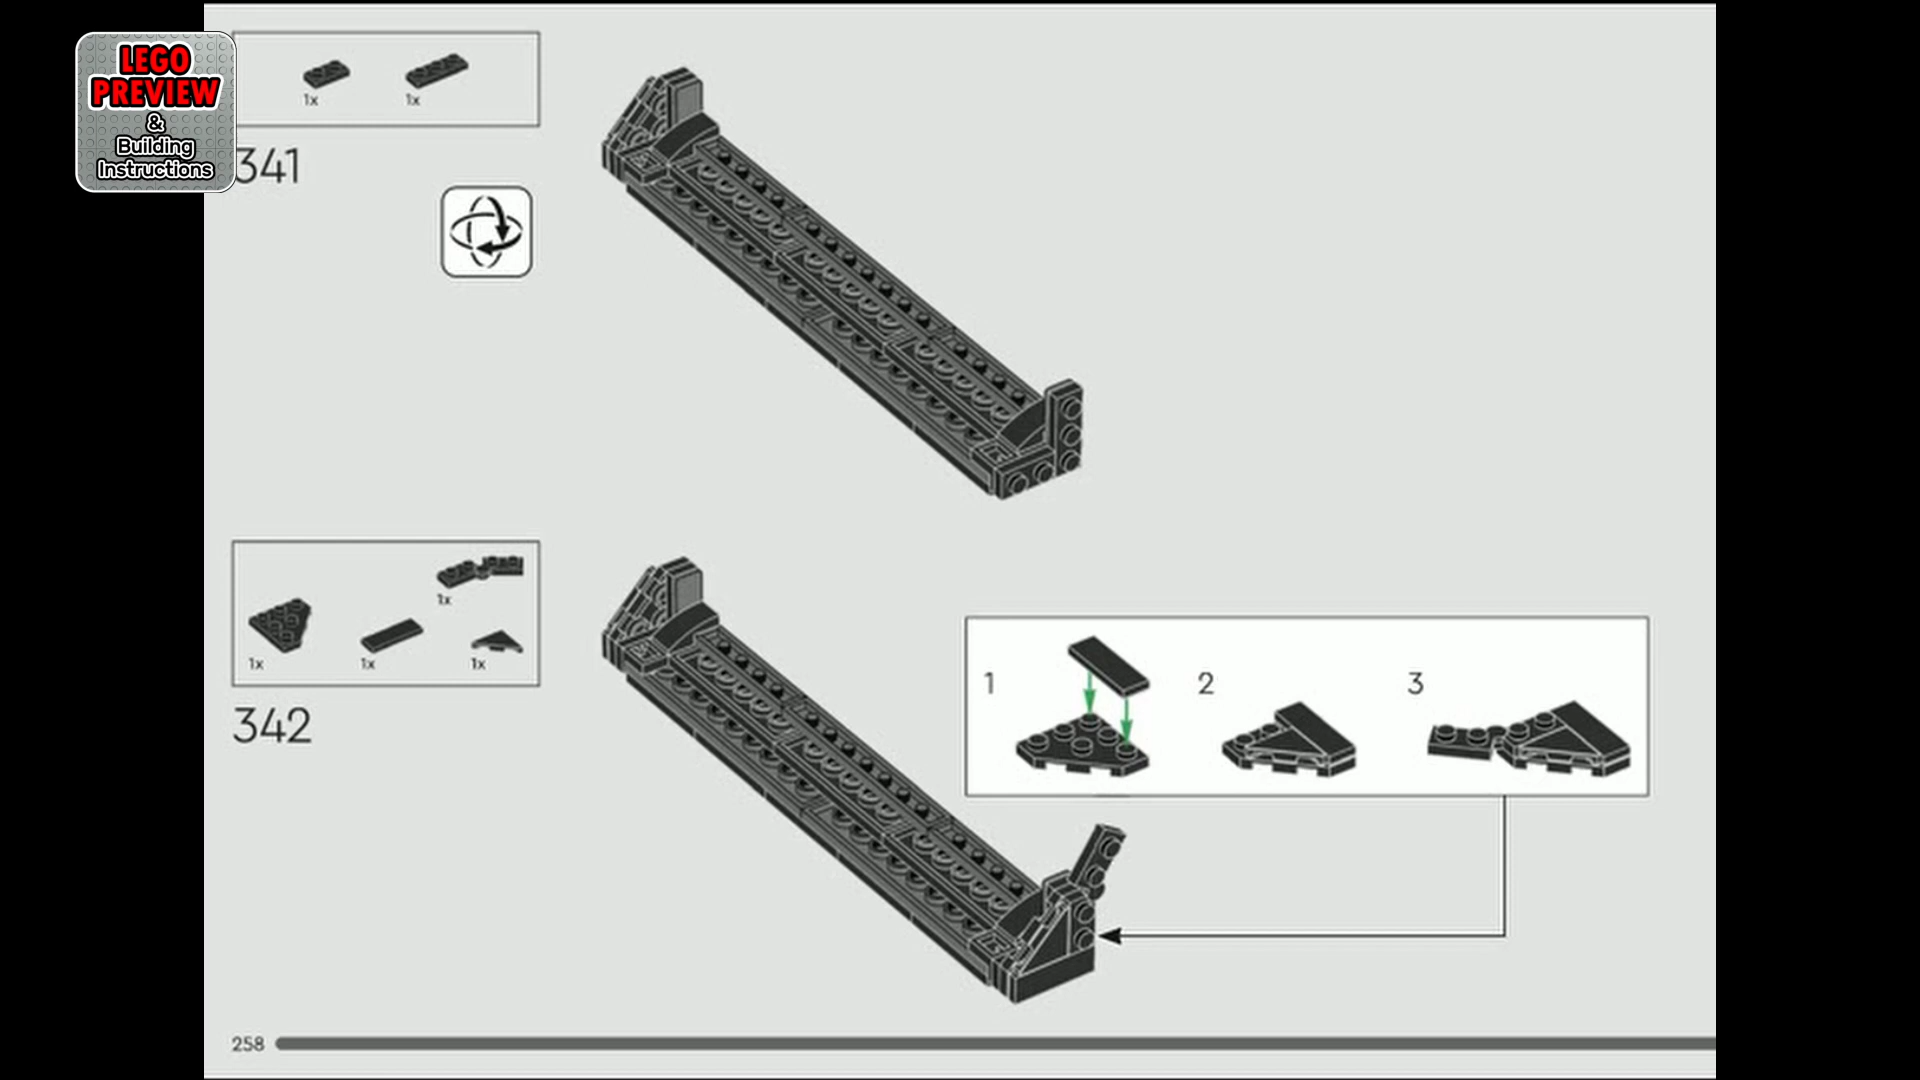 LEGO
PREVIEW
&
Building
Instructions
1x
1x
341
1x
1x
1x
1x
342
1
2
3
258